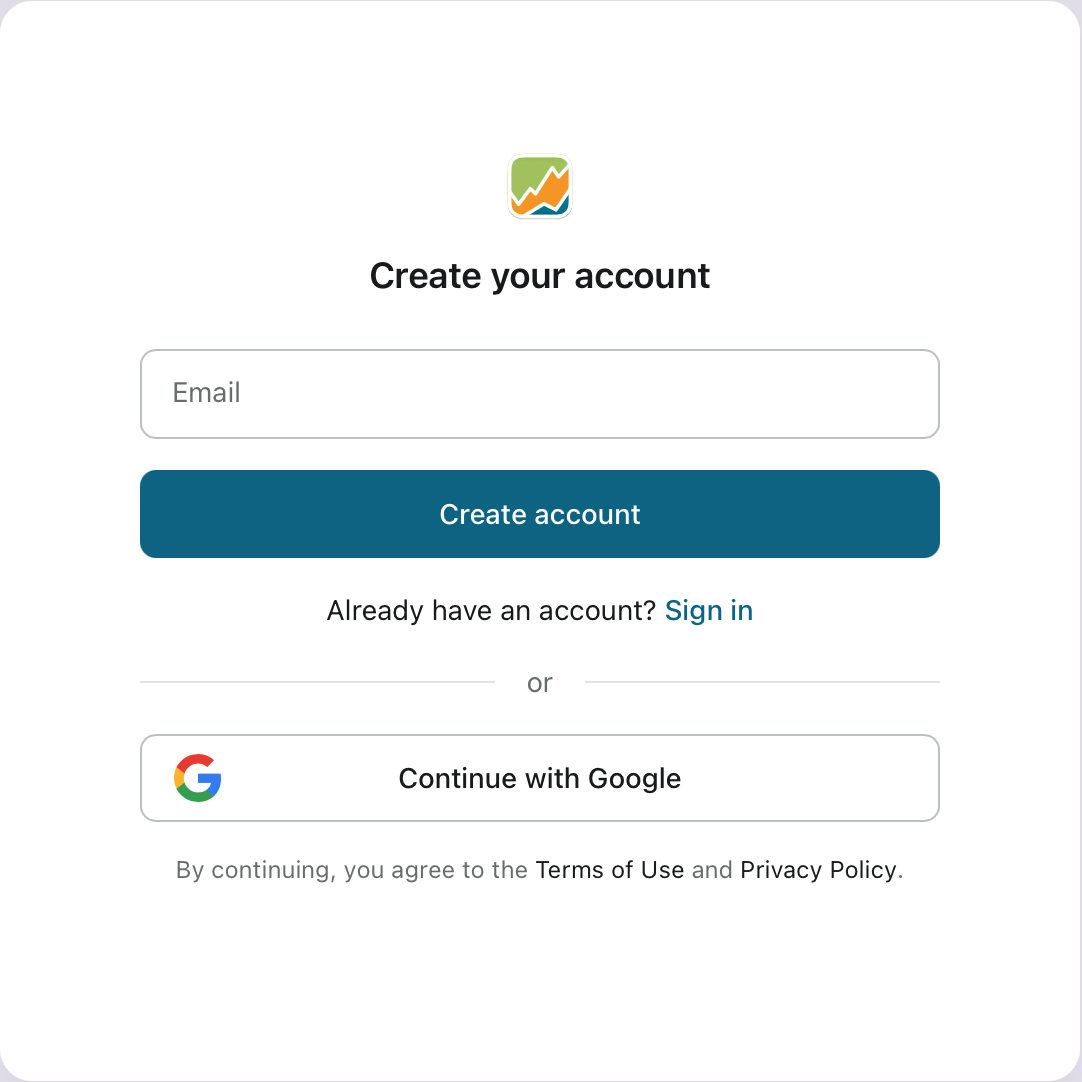 Create your account
Email
Create account
Already have an account? Sign in
or
Continue with Google
By continuing, you agree to the Terms of Use and Privacy Policy.